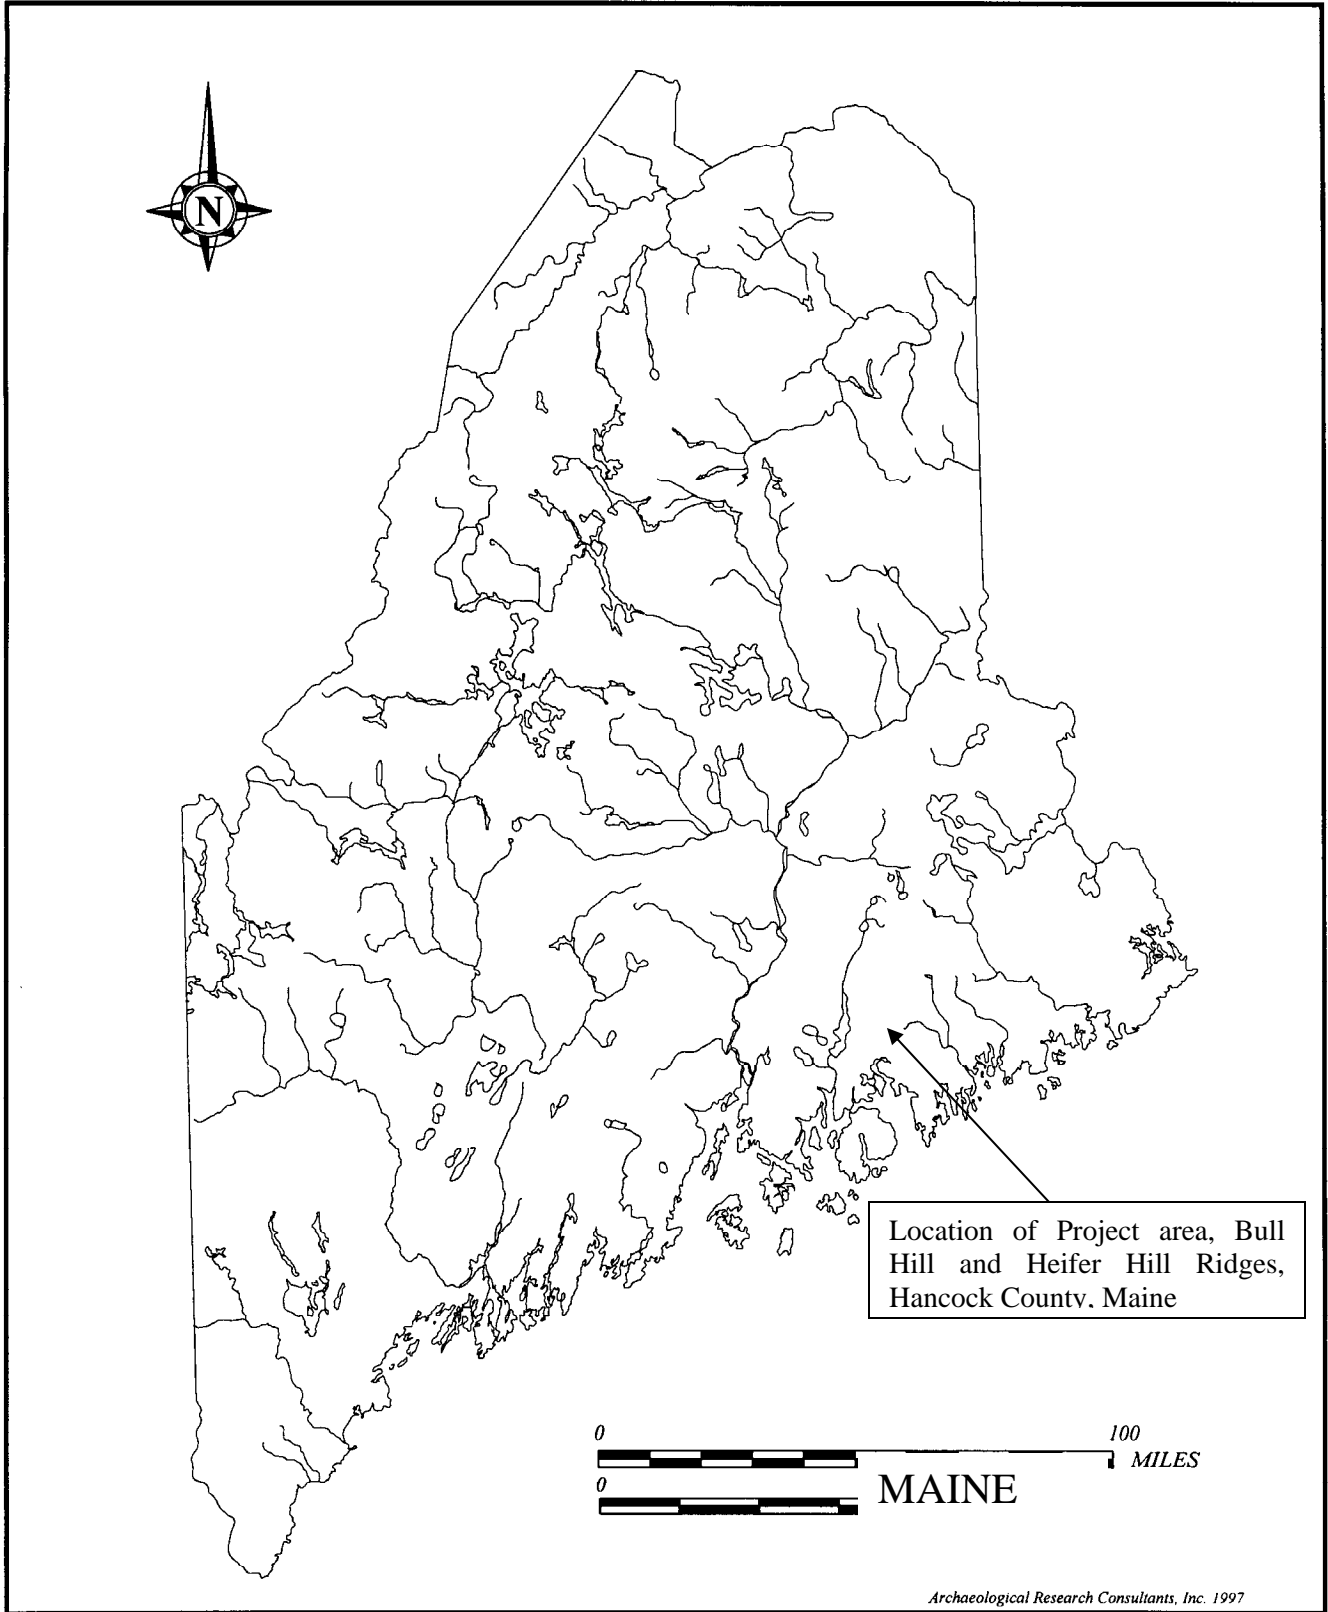 N
Location of Project area, Bull
Hill and Heifer Hill Ridges,
Hancock County, Maine
0 100
MILES
0
MAINE
Archaeological Research Consultants, Inc. 1997